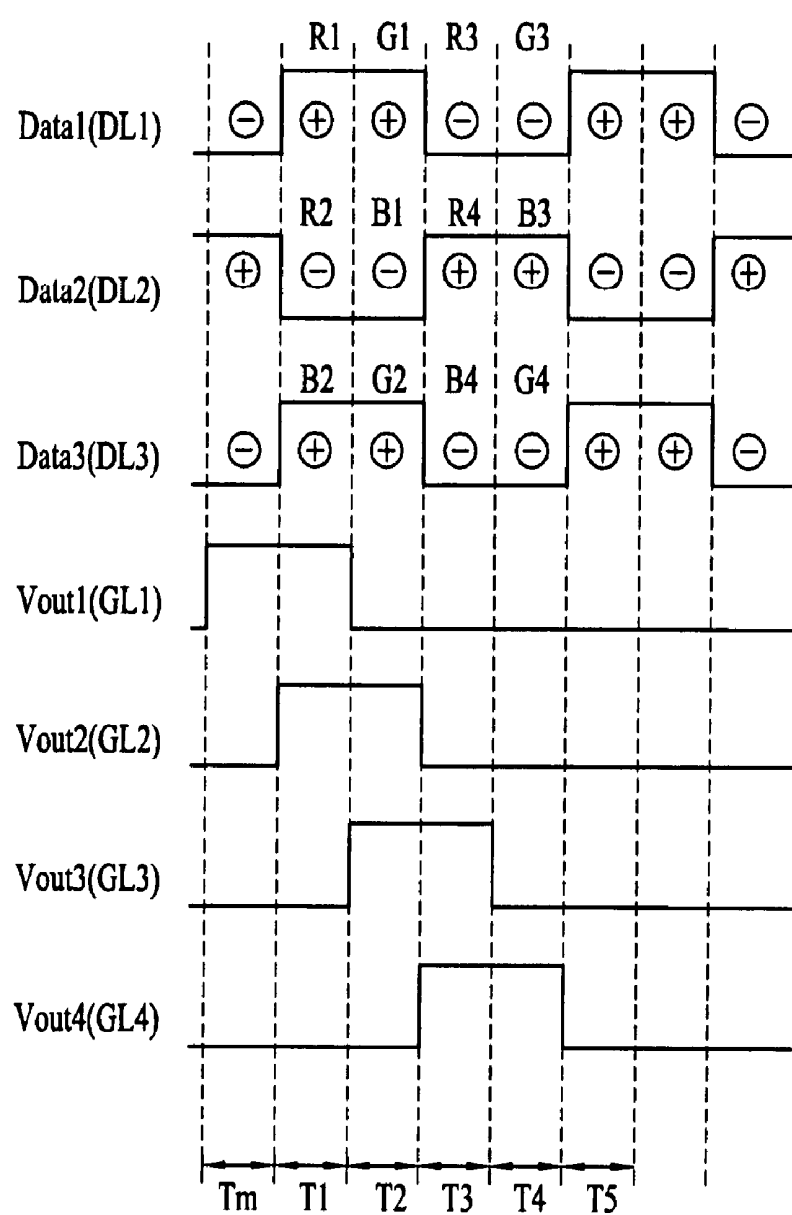 R1 G1 R3 G3
Data1(DL1) ⊖ ⊕ ⊕ ⊖ ⊖ ⊕ ⊕ ⊖
R2 B1 R4 B3
Data2(DL2) ⊕ ⊖ ⊖ ⊕ ⊕ ⊖ ⊖ ⊕
B2 G2 B4 G4
Data3(DL3) ⊖ ⊕ ⊕ ⊖ ⊖ ⊕ ⊕ ⊖
Vout1(GL1)
Vout2(GL2)
Vout3(GL3)
Vout4(GL4)
Tm T1 T2 T3 T4 T5